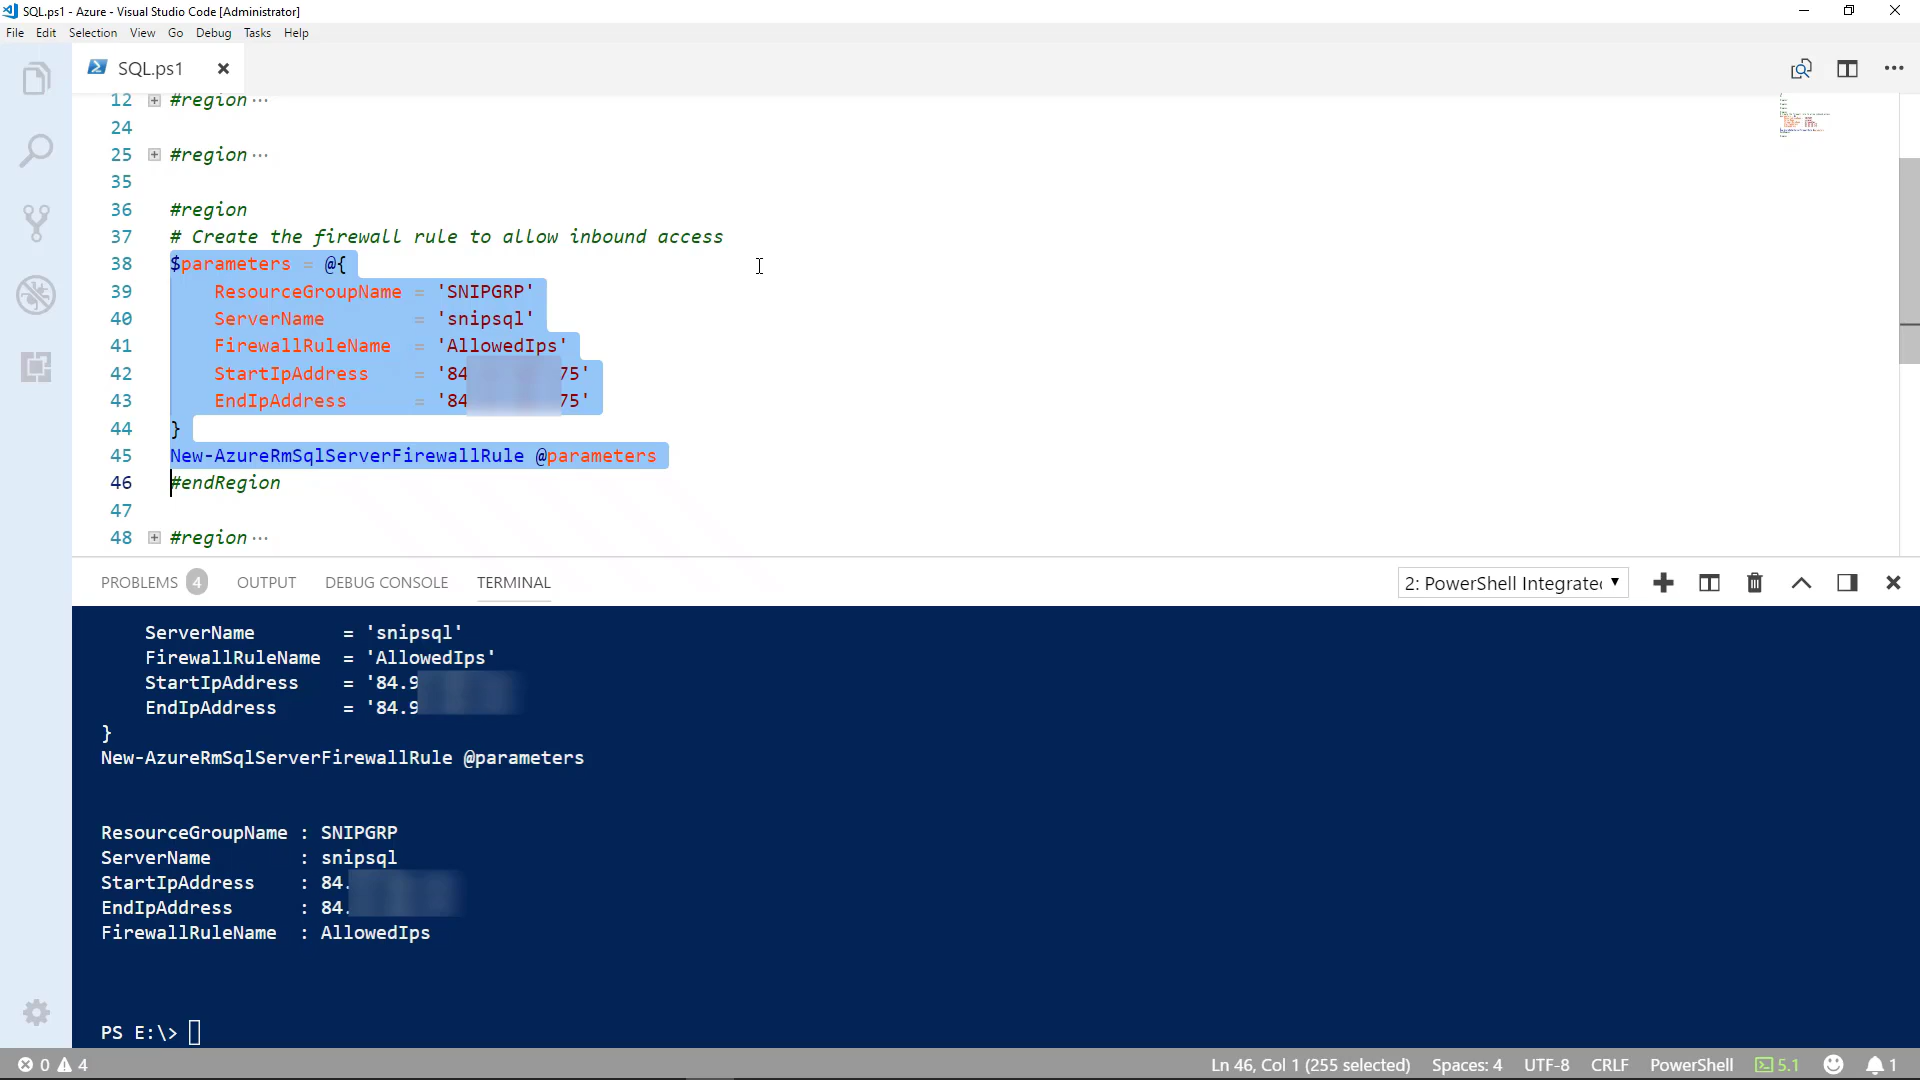 SQL.ps1 - Azure - Visual Studio Code [Administrator]
File Edit Selection View Go Debug Tasks Help
SQL.ps1
12 #region ...
24
25 #region ...
35
36 #region
37 # Create the firewall rule to allow inbound access
38 $parameters = @{
39 ResourceGroupName = 'SNIPGRP'
40 ServerName = 'snipsql'
41 FirewallRuleName = 'AllowedIps'
42 StartIpAddress = '84 75'
43 EndIpAddress = '84 75'
44 }
45 New-AzureRmSqlServerFirewallRule @parameters
46 #endRegion
47
48 #region ...
PROBLEMS 4 OUTPUT DEBUG CONSOLE TERMINAL 2: PowerShell Integrated
ServerName = 'snipsql'
FirewallRuleName = 'AllowedIps'
StartIpAddress = '84.9
EndIpAddress = '84.9
}
New-AzureRmSqlServerFirewallRule @parameters
ResourceGroupName : SNIPGRP
ServerName : snipsql
StartIpAddress : 84.
EndIpAddress : 84.
FirewallRuleName : AllowedIps
PS E:\>
0 4 Ln 46, Col 1 (255 selected) Spaces: 4 UTF-8 CRLF PowerShell 5.1 1